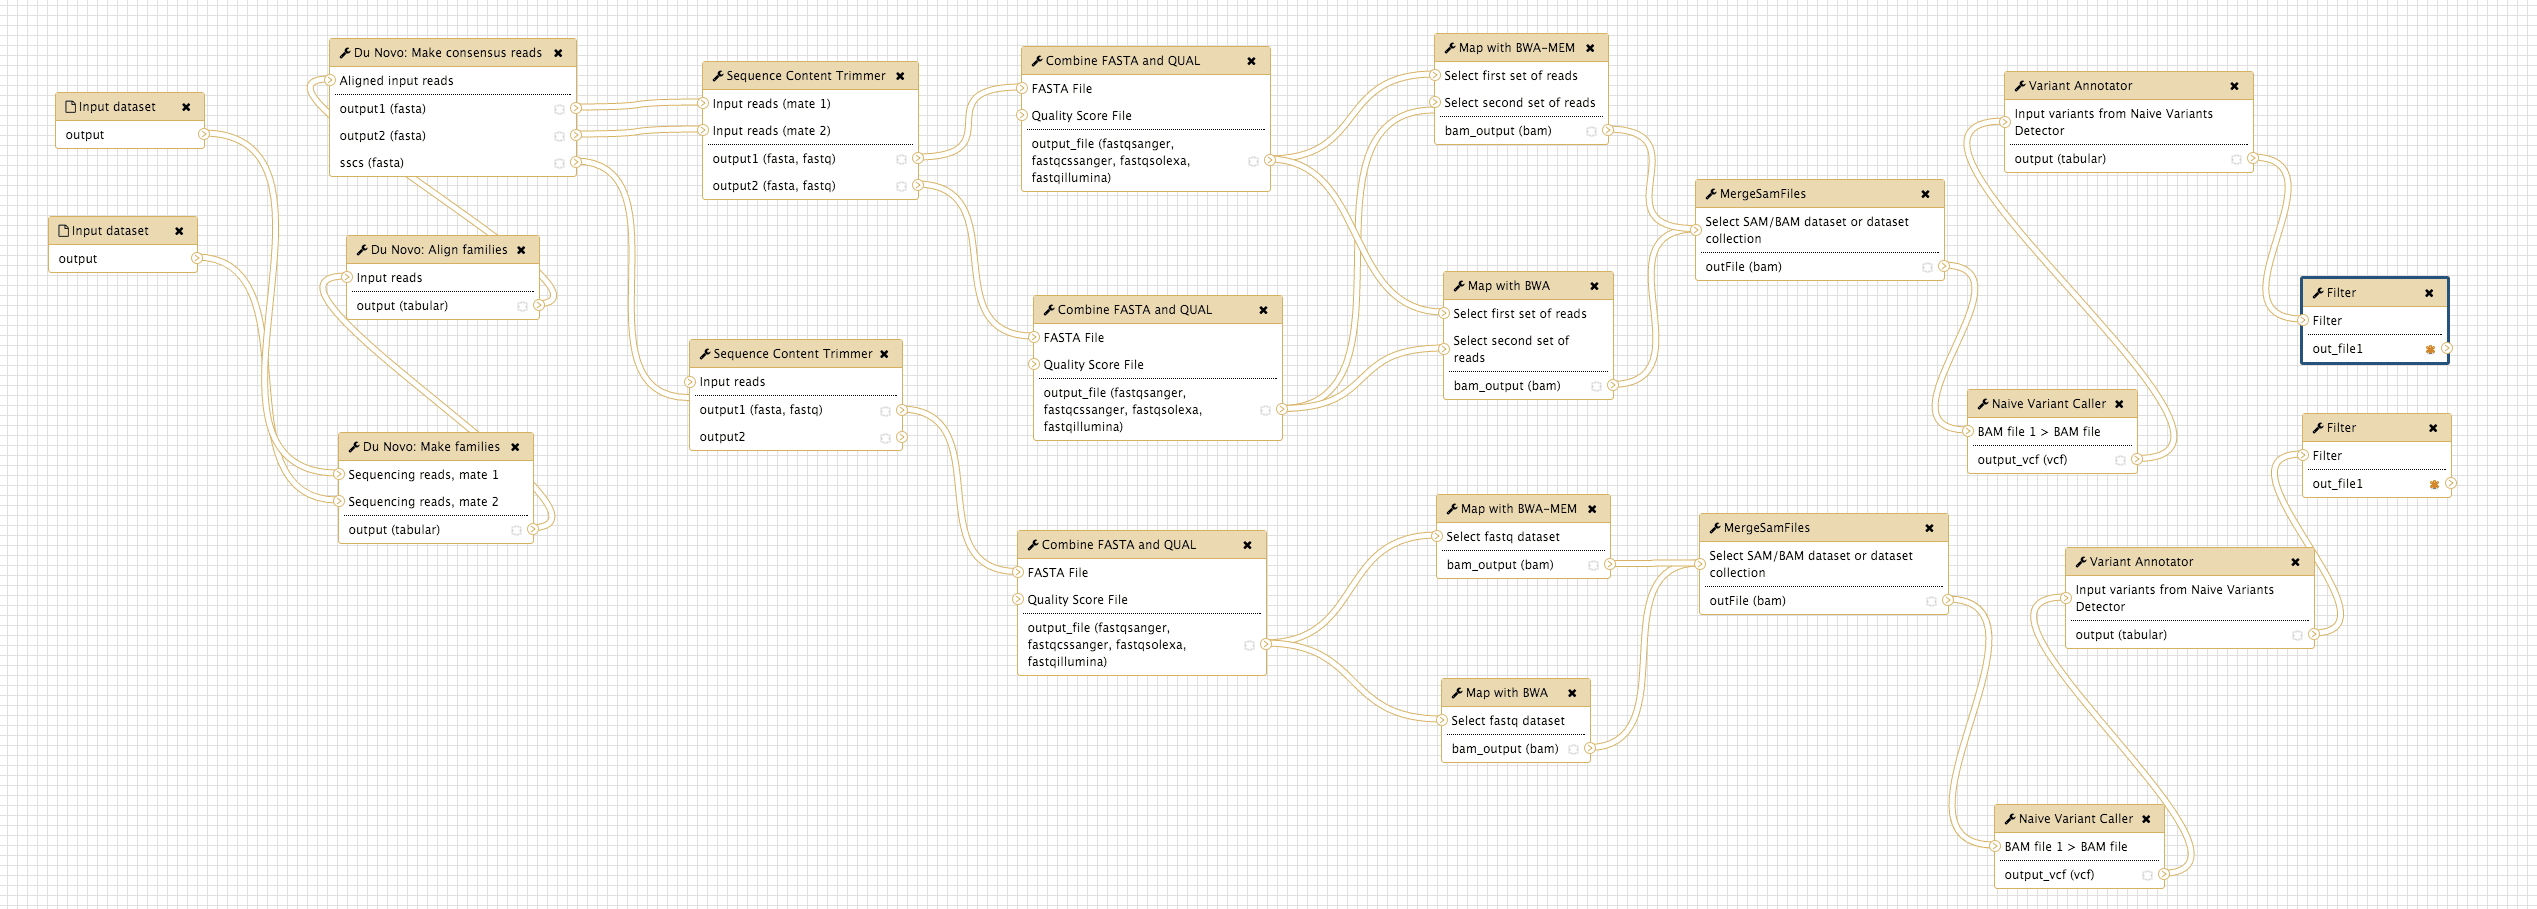 Input dataset
output
Input dataset
output
Du Novo: Make consensus reads
Aligned input reads
output1 (fasta)
output2 (fasta)
sscs (fasta)
Du Novo: Align families
Input reads
output (tabular)
Du Novo: Make families
Sequencing reads, mate 1
Sequencing reads, mate 2
output (tabular)
Sequence Content Trimmer
Input reads (mate 1)
Input reads (mate 2)
output1 (fasta, fastq)
output2 (fasta, fastq)
Sequence Content Trimmer
Input reads
output1 (fasta, fastq)
output2
Combine FASTA and QUAL
FASTA File
Quality Score File
output_file (fastqsanger,
fastqcssanger, fastqsolexa,
fastqillumina)
Combine FASTA and QUAL
FASTA File
Quality Score File
output_file (fastqsanger,
fastqcssanger, fastqsolexa,
fastqillumina)
Combine FASTA and QUAL
FASTA File
Quality Score File
output_file (fastqsanger,
fastqcssanger, fastqsolexa,
fastqillumina)
Map with BWA-MEM
Select first set of reads
Select second set of reads
bam_output (bam)
Map with BWA
Select first set of reads
Select second set of
reads
bam_output (bam)
Map with BWA-MEM
Select fastq dataset
bam_output (bam)
Map with BWA
Select fastq dataset
bam_output (bam)
MergeSamFiles
Select SAM/BAM dataset or dataset
collection
outFile (bam)
MergeSamFiles
Select SAM/BAM dataset or dataset
collection
outFile (bam)
Variant Annotator
Input variants from Naive Variants
Detector
output (tabular)
Naive Variant Caller
BAM file 1 > BAM file
output_vcf (vcf)
Variant Annotator
Input variants from Naive Variants
Detector
output (tabular)
Naive Variant Caller
BAM file 1 > BAM file
output_vcf (vcf)
Filter
Filter
out_file1
Filter
Filter
out_file1